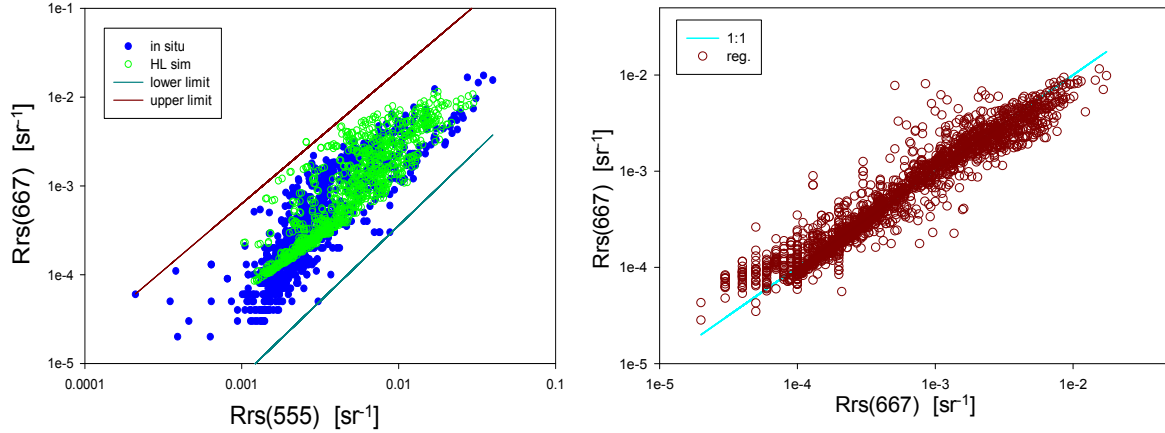 1e-1
in situ
HL sim
lower limit
upper limit
1e-2
1e-3
1e-4
1e-5
0.0001
0.001
0.01
0.1
Rrs(667) [sr-1]
Rrs(555) [sr-1]
1:1
reg.
1e-2
1e-3
1e-4
1e-5
1e-5
1e-4
1e-3
1e-2
Rrs(667) [sr-1]
Rrs(667) [sr-1]